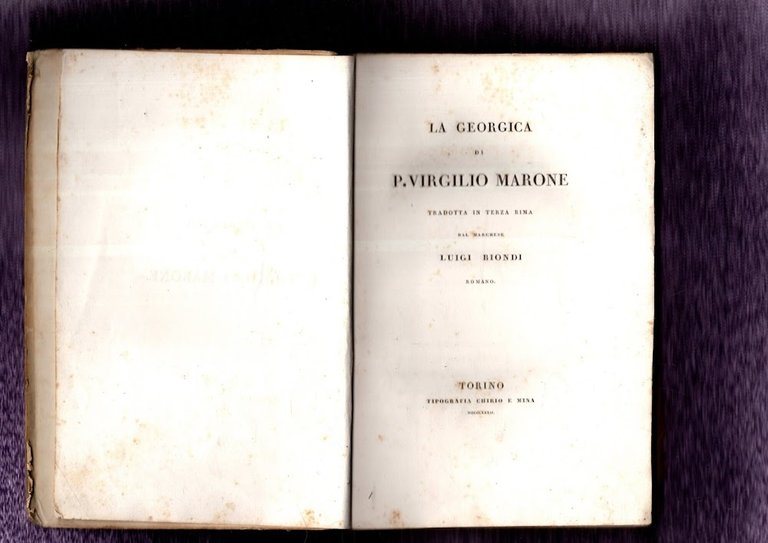 LA GEORGICA
DI
P. VIRGILIO MARONE
TRADOTTA IN TERZA RIMA
DAL MARCHESE
LUIGI BIONDI
ROMANO.
TORINO
TIPOGRAFIA CHIRIO E MINA